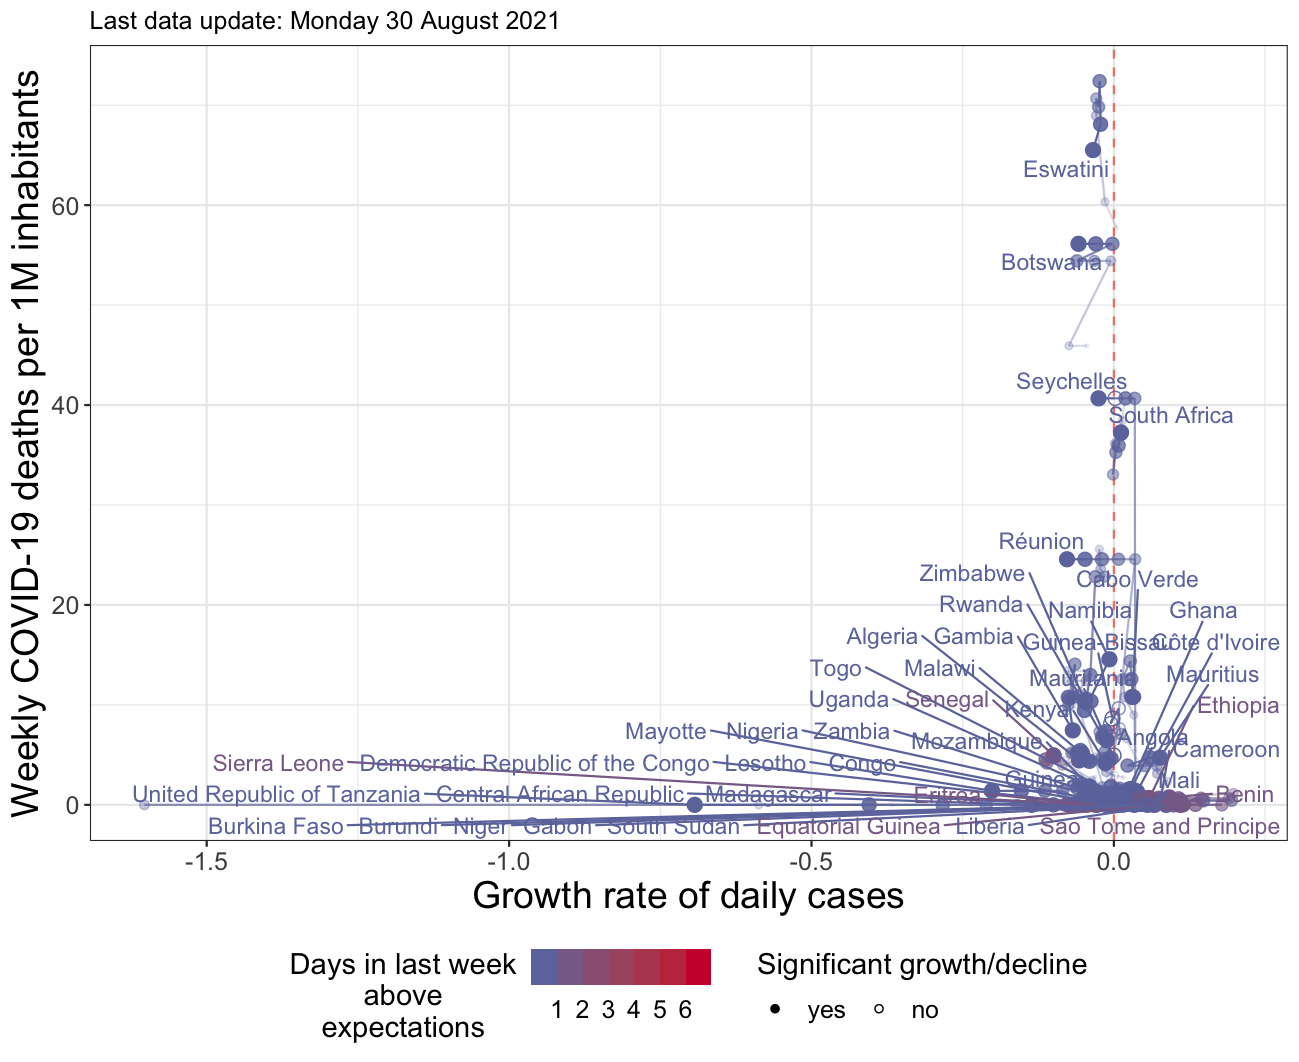 Last data update: Monday 30 August 2021
Weekly COVID-19 deaths per 1M inhabitants
60
40
20
0
Eswatini
Botswana
Seychelles
South Africa
Réunion
Zimbabwe
Cabo Verde
Rwanda
Namibia
Ghana
Algeria
Gambia
Guinea-Bissau
Côte d'Ivoire
Togo
Malawi
Mauritania
Mauritius
Uganda
Senegal
Kenya
Ethiopia
Mayotte
Nigeria
Zambia
Mozambique
Angola
Cameroon
Sierra Leone
Democratic Republic of the Congo
Lesotho
Congo
Guinea
Mali
United Republic of Tanzania
Central African Republic
Madagascar
Eritrea
Benin
Burkina Faso
Burundi
Niger
Gabon
South Sudan
Equatorial Guinea
Liberia
Sao Tome and Principe
-1.5
-1.0
-0.5
0.0
Growth rate of daily cases
Days in last week
above
expectations
1 2 3 4 5 6
Significant growth/decline
yes
no